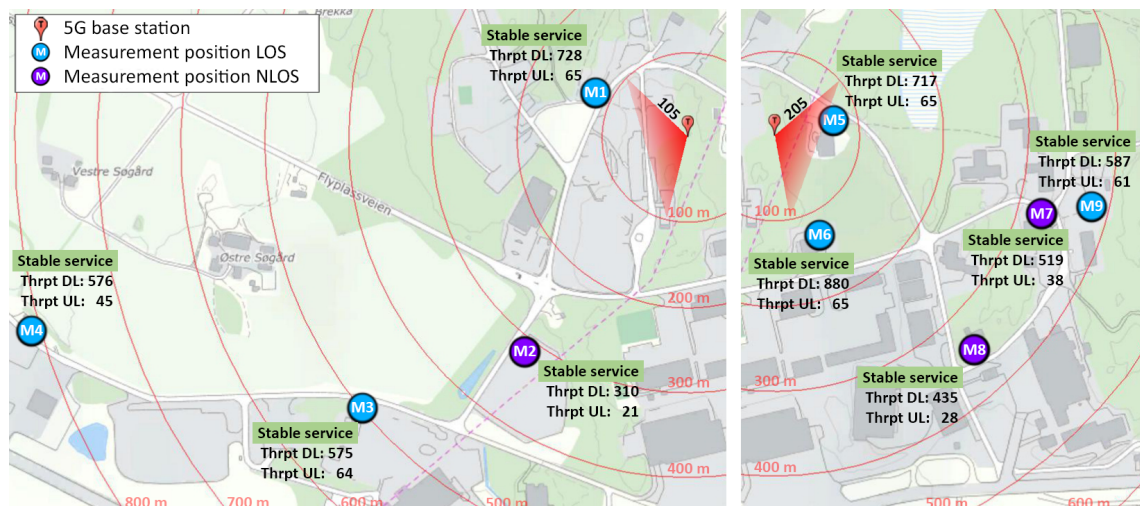 T 5G base station
M Measurement position LOS
M Measurement position NLOS
Stable service
Thrpt DL: 728
Thrpt UL: 65
M1
105
T
100 m
Vestre Søgård
Flyplassveien
Østre Søgård
Stable service
Thrpt DL: 576
Thrpt UL: 45
M4
200 m
M2
Stable service
Thrpt DL: 310
Thrpt UL: 21
300 m
M3
Stable service
Thrpt DL: 575
Thrpt UL: 64
400 m
800 m
700 m
600 m
500 m
Stable service
Thrpt DL: 717
Thrpt UL: 65
T
205
M5
100 m
Stable service
Thrpt DL: 587
Thrpt UL: 61
M9
M7
M6
Stable service
Thrpt DL: 519
Thrpt UL: 38
Stable service
Thrpt DL: 880
Thrpt UL: 65
M8
300 m
Stable service
Thrpt DL: 435
Thrpt UL: 28
400 m
500 m
600 m